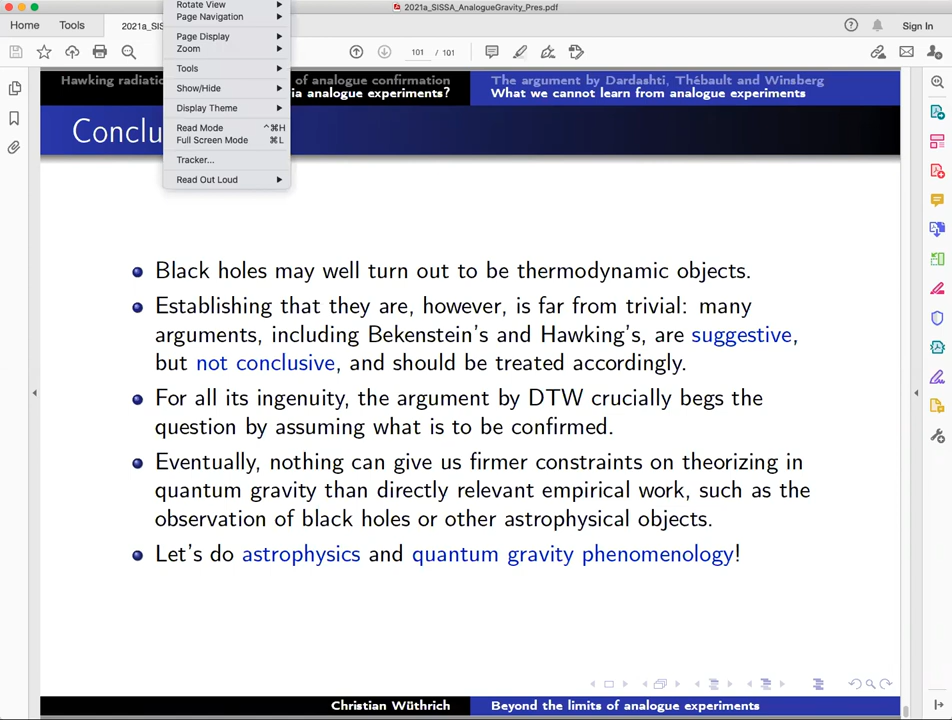 2021a_SISSA_AnalogueGravity_Pres.pdf
Home Tools 2021a_SIS Sign In
Rotate View
Page Navigation
Page Display
Zoom
Tools
Show/Hide
Display Theme
Read Mode ^⌘H
Full Screen Mode ⌘L
Tracker...
Read Out Loud
101 / 101
Hawking radiati of analogue confirmation
ia analogue experiments?
The argument by Dardashti, Thébault and Winsberg
What we cannot learn from analogue experiments
Conclu
Black holes may well turn out to be thermodynamic objects.
Establishing that they are, however, is far from trivial: many
arguments, including Bekenstein's and Hawking's, are suggestive,
but not conclusive, and should be treated accordingly.
For all its ingenuity, the argument by DTW crucially begs the
question by assuming what is to be confirmed.
Eventually, nothing can give us firmer constraints on theorizing in
quantum gravity than directly relevant empirical work, such as the
observation of black holes or other astrophysical objects.
Let's do astrophysics and quantum gravity phenomenology!
Christian Wüthrich Beyond the limits of analogue experiments